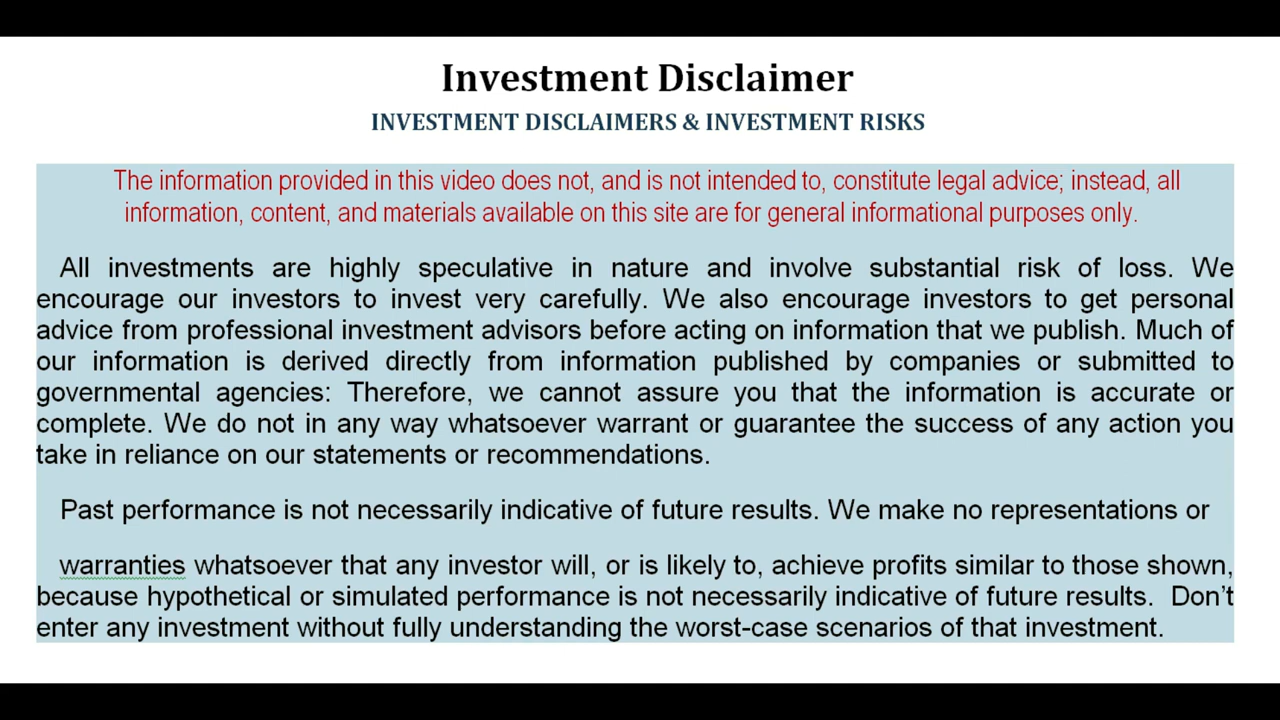 Investment Disclaimer
INVESTMENT DISCLAIMERS & INVESTMENT RISKS
The information provided in this video does not, and is not intended to, constitute legal advice; instead, all
information, content, and materials available on this site are for general informational purposes only.
All investments are highly speculative in nature and involve substantial risk of loss. We
encourage our investors to invest very carefully. We also encourage investors to get personal
advice from professional investment advisors before acting on information that we publish. Much of
our information is derived directly from information published by companies or submitted to
governmental agencies: Therefore, we cannot assure you that the information is accurate or
complete. We do not in any way whatsoever warrant or guarantee the success of any action you
take in reliance on our statements or recommendations.
Past performance is not necessarily indicative of future results. We make no representations or
warranties whatsoever that any investor will, or is likely to, achieve profits similar to those shown,
because hypothetical or simulated performance is not necessarily indicative of future results. Don’t
enter any investment without fully understanding the worst-case scenarios of that investment.